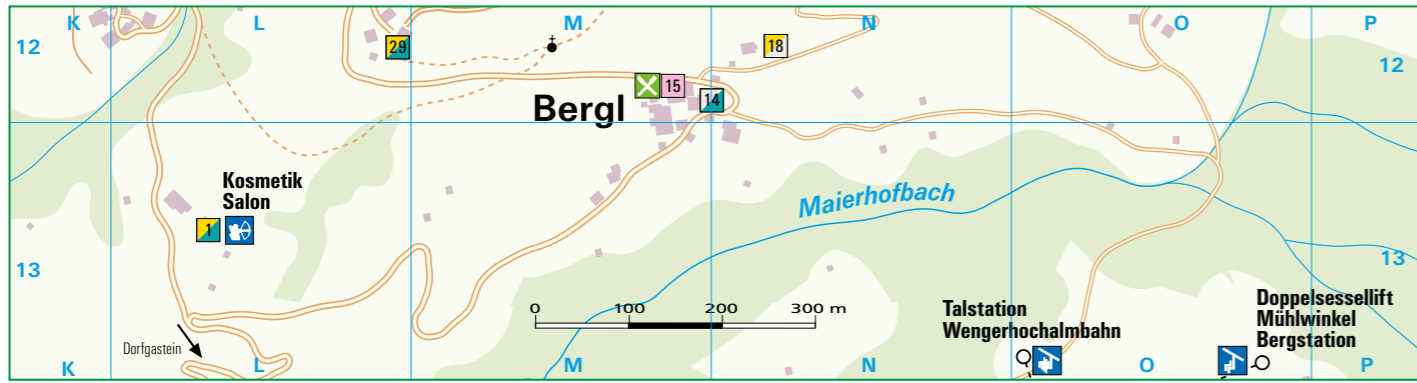 K L M N O P
12
29
18
12
15
14
Bergl
Kosmetik
Salon
Maierhofbach
1
13
13
0 100 200 300 m
Talstation
Wengerhochalmbahn
Doppelsessellift
Mühlwinkel
Bergstation
Dorfgastein
K L M N O P